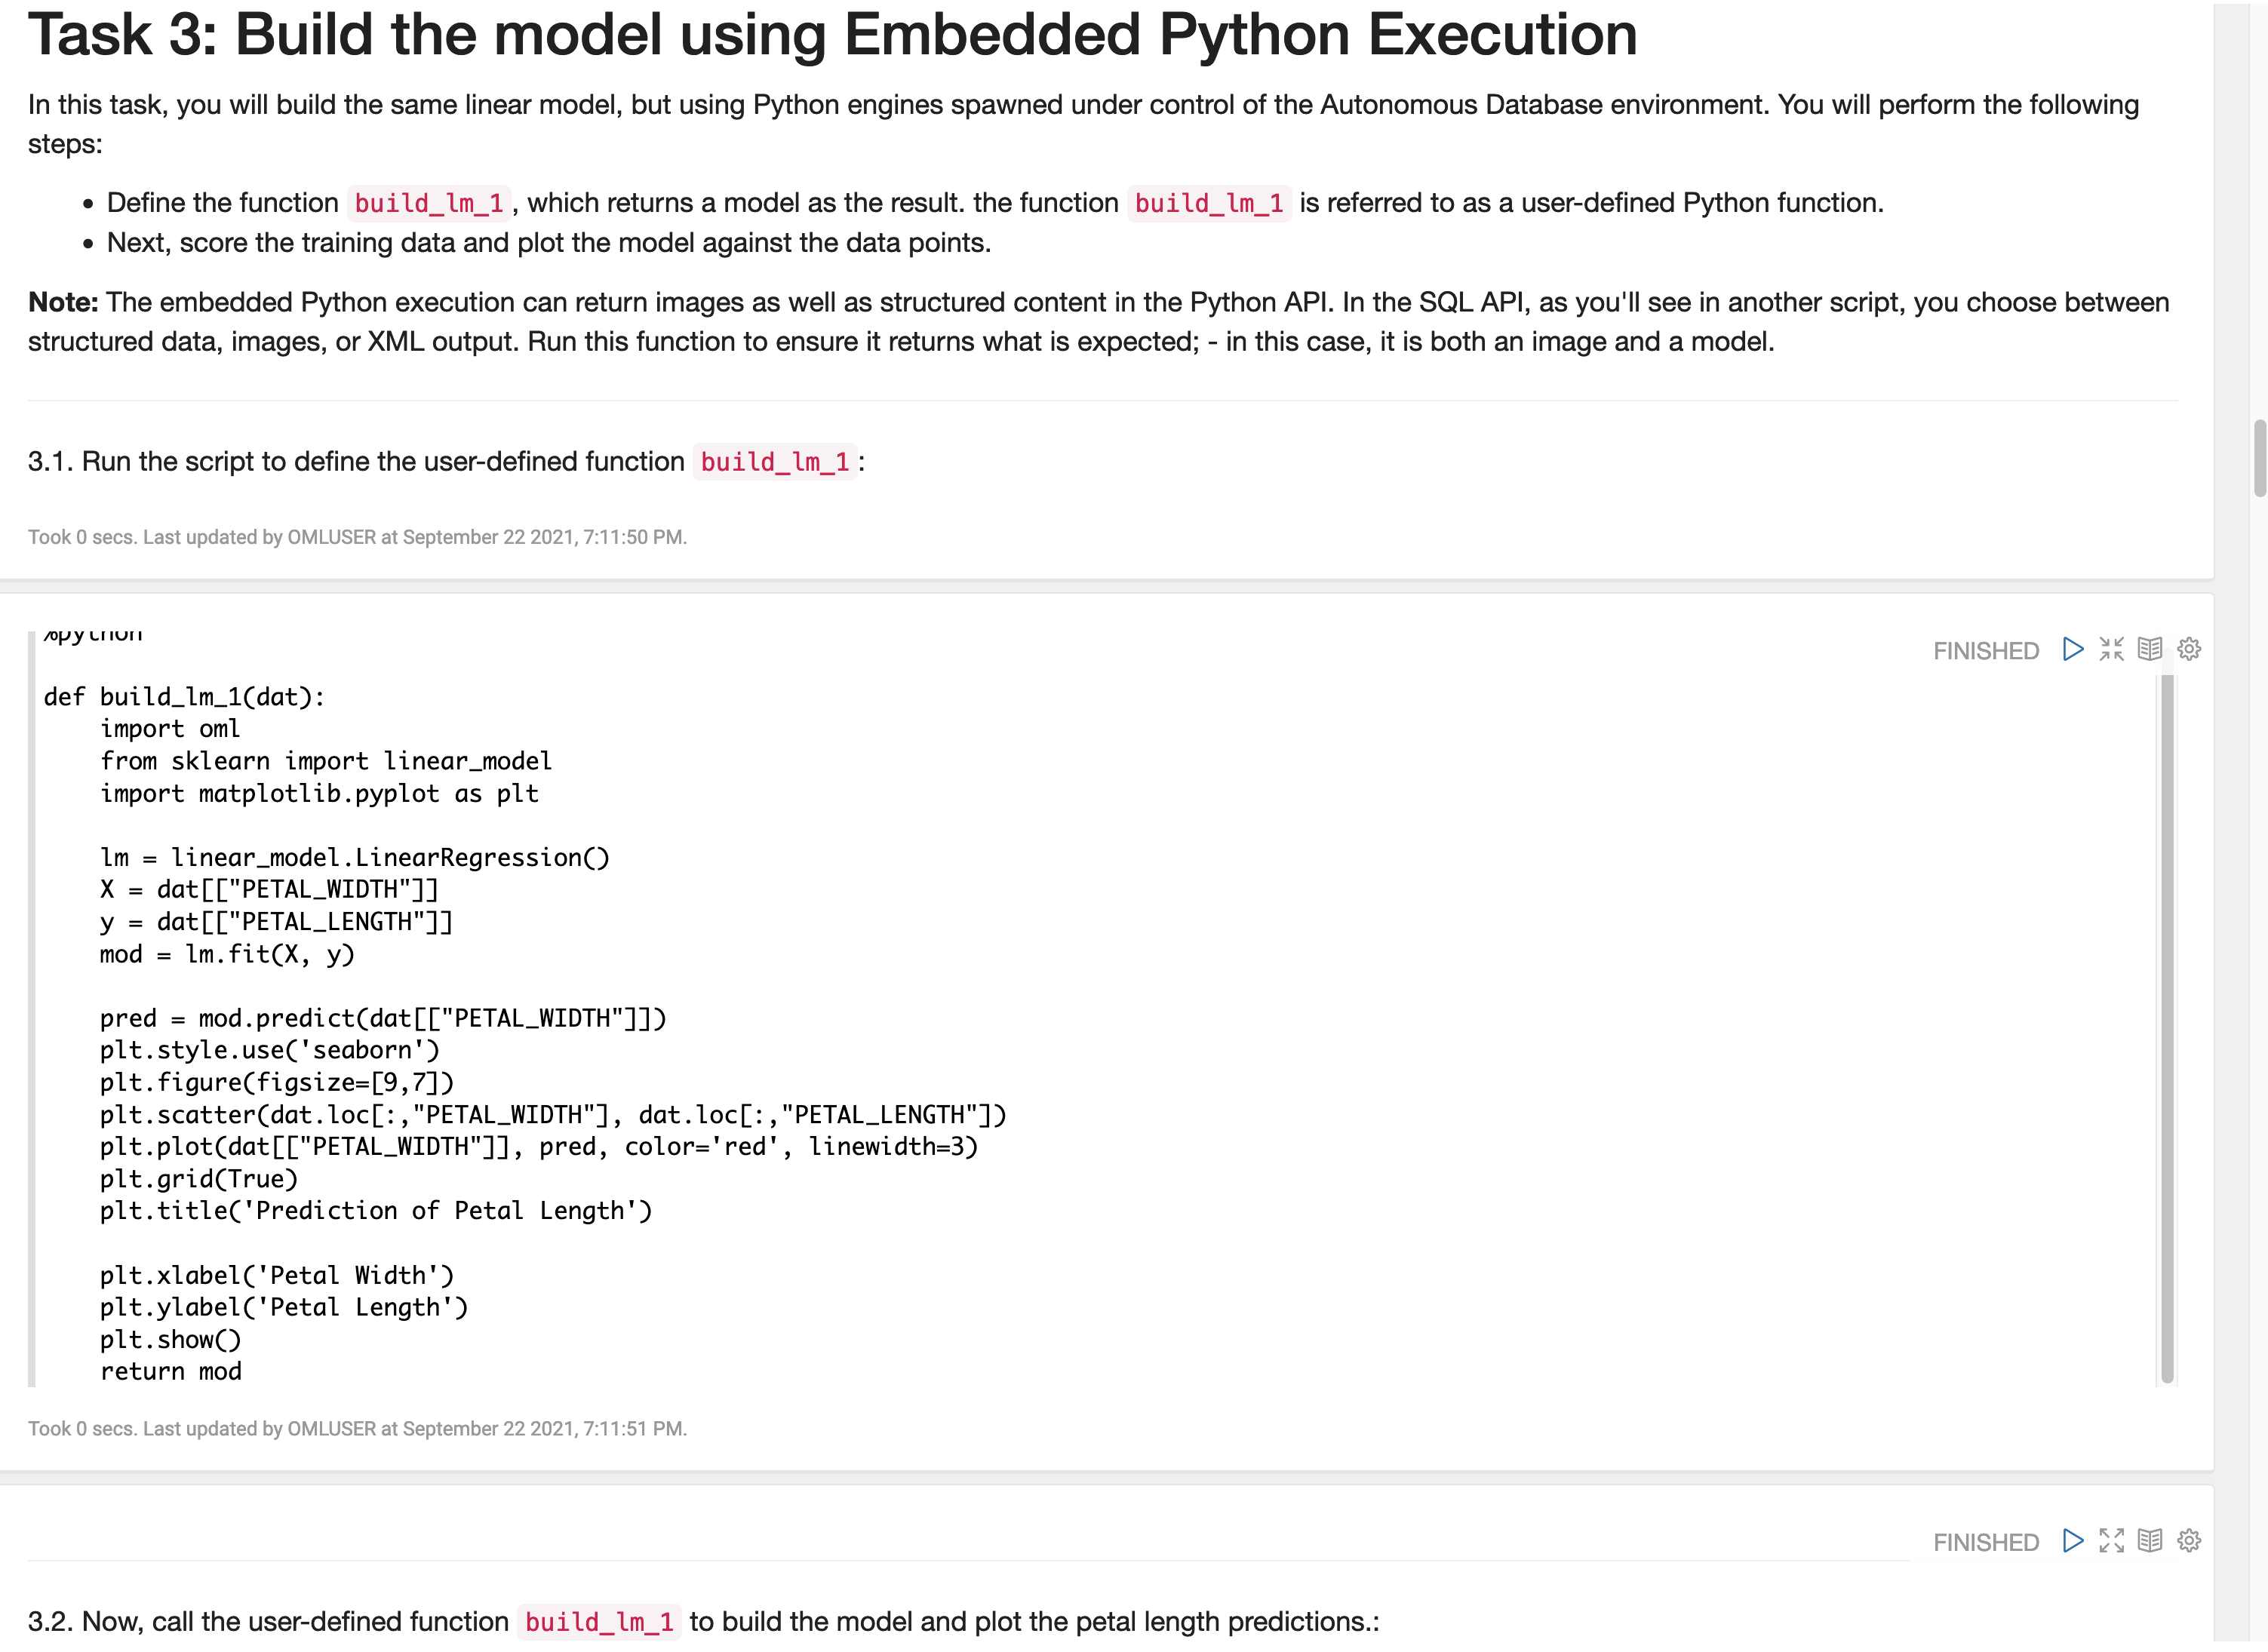 Task 3: Build the model using Embedded Python Execution
In this task, you will build the same linear model, but using Python engines spawned under control of the Autonomous Database environment. You will perform the following
steps:
• Define the function build_lm_1, which returns a model as the result. the function build_lm_1 is referred to as a user-defined Python function.
• Next, score the training data and plot the model against the data points.
Note: The embedded Python execution can return images as well as structured content in the Python API. In the SQL API, as you'll see in another script, you choose between
structured data, images, or XML output. Run this function to ensure it returns what is expected; - in this case, it is both an image and a model.
3.1. Run the script to define the user-defined function build_lm_1:
Took 0 secs. Last updated by OMLUSER at September 22 2021, 7:11:50 PM.
%python
FINISHED
def build_lm_1(dat):
    import oml
    from sklearn import linear_model
    import matplotlib.pyplot as plt
    lm = linear_model.LinearRegression()
    X = dat[["PETAL_WIDTH"]]
    y = dat[["PETAL_LENGTH"]]
    mod = lm.fit(X, y)
    pred = mod.predict(dat[["PETAL_WIDTH"]])
    plt.style.use('seaborn')
    plt.figure(figsize=[9,7])
    plt.scatter(dat.loc[:,"PETAL_WIDTH"], dat.loc[:,"PETAL_LENGTH"])
    plt.plot(dat[["PETAL_WIDTH"]], pred, color='red', linewidth=3)
    plt.grid(True)
    plt.title('Prediction of Petal Length')
    plt.xlabel('Petal Width')
    plt.ylabel('Petal Length')
    plt.show()
    return mod
Took 0 secs. Last updated by OMLUSER at September 22 2021, 7:11:51 PM.
FINISHED
3.2. Now, call the user-defined function build_lm_1 to build the model and plot the petal length predictions.: